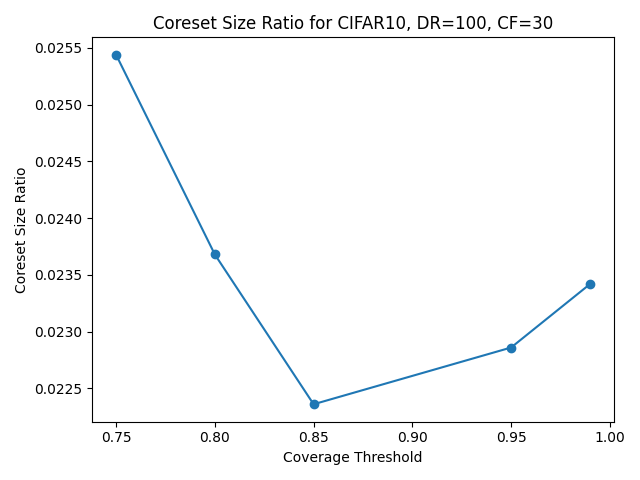 Coreset Size Ratio for CIFAR10, DR=100, CF=30
0.0255
0.0250
0.0245
0.0240
0.0235
0.0230
0.0225
Coreset Size Ratio
0.75 0.80 0.85 0.90 0.95 1.00
Coverage Threshold